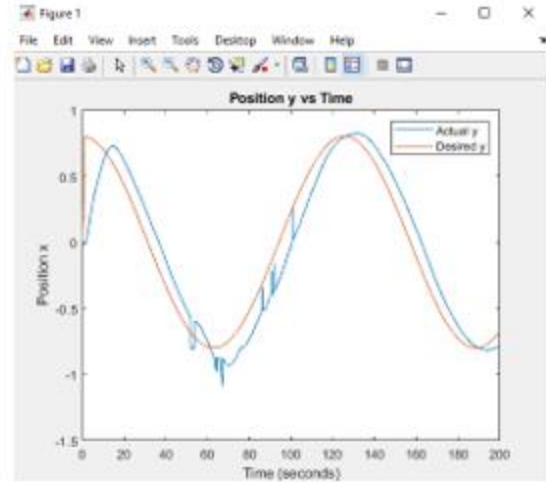 Figure 1
File Edit View Insert Tools Desktop Window Help
Position y vs Time
Actual y
Desired y
1
0.5
0
-0.5
-1
-1.5
Position x
0 20 40 60 80 100 120 140 160 180 200
Time (seconds)